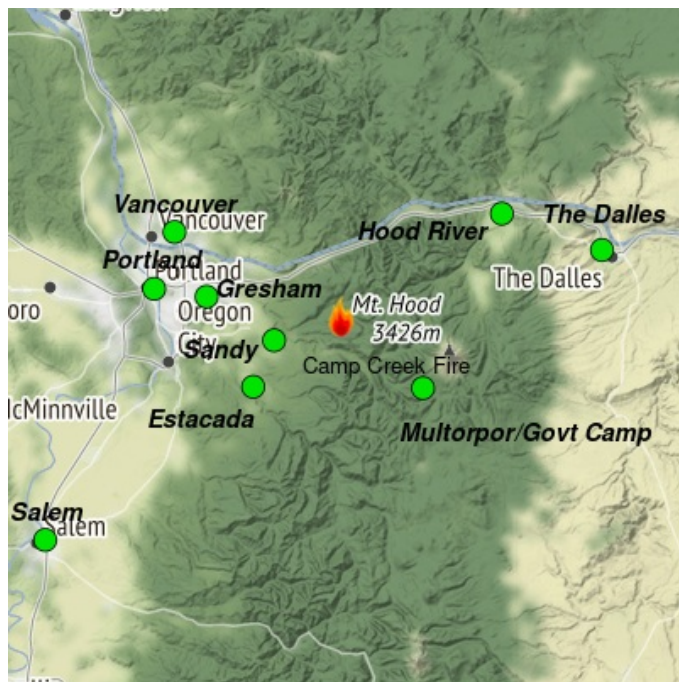 Vancouver
Vancouver
The Dalles
Hood River
Portland
Portland
The Dalles
Gresham
Mt. Hood
3426m
oro
Oregon
City
Sandy
Camp Creek Fire
cMinnville
Estacada
Multorpor/Govt Camp
Salem
Salem